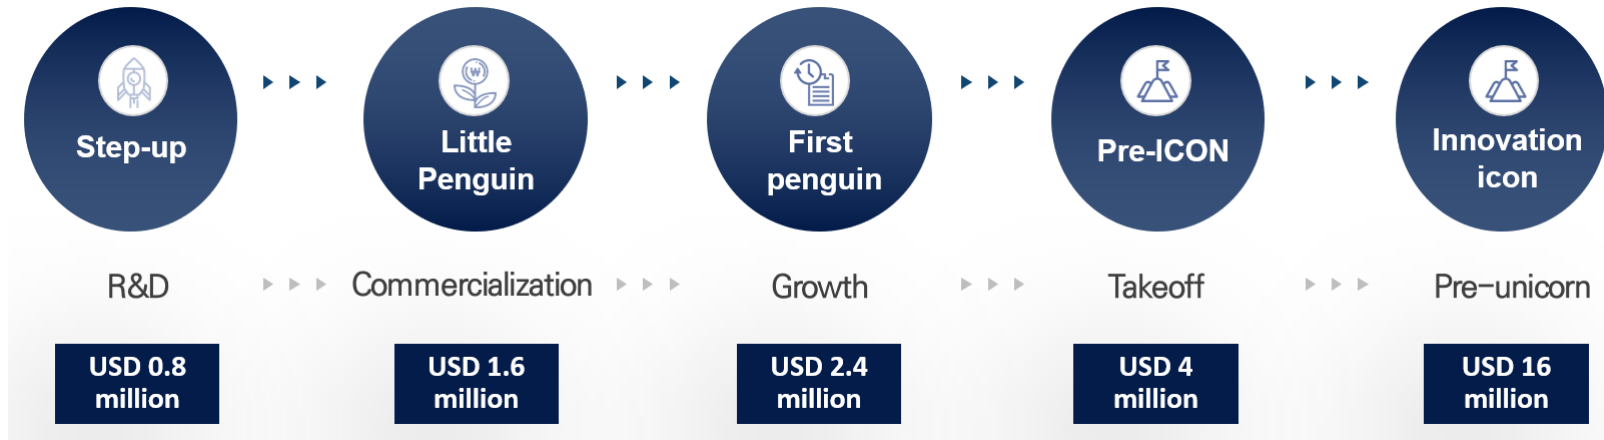 Step-up
Little
Penguin
First
penguin
Pre-ICON
Innovation
icon
R&D
Commercialization
Growth
Takeoff
Pre-unicorn
USD 0.8
million
USD 1.6
million
USD 2.4
million
USD 4
million
USD 16
million